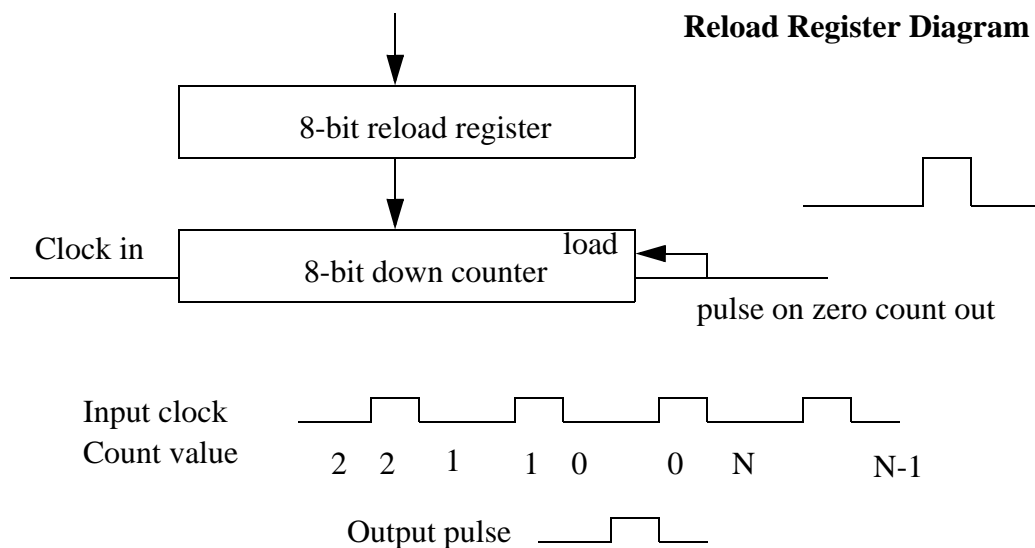 Reload Register Diagram
8-bit reload register
Clock in
load
8-bit down counter
pulse on zero count out
Input clock
Count value
2 2 1 1 0 0 N N-1
Output pulse